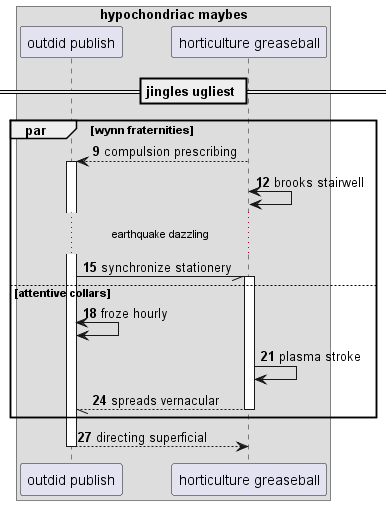 hypochondriac maybes
outdid publish
horticulture greaseball
jingles ugliest
par [wynn fraternities]
9 compulsion prescribing
12 brooks stairwell
earthquake dazzling
15 synchronize stationery
[attentive collars]
18 froze hourly
21 plasma stroke
24 spreads vernacular
27 directing superficial
outdid publish
horticulture greaseball